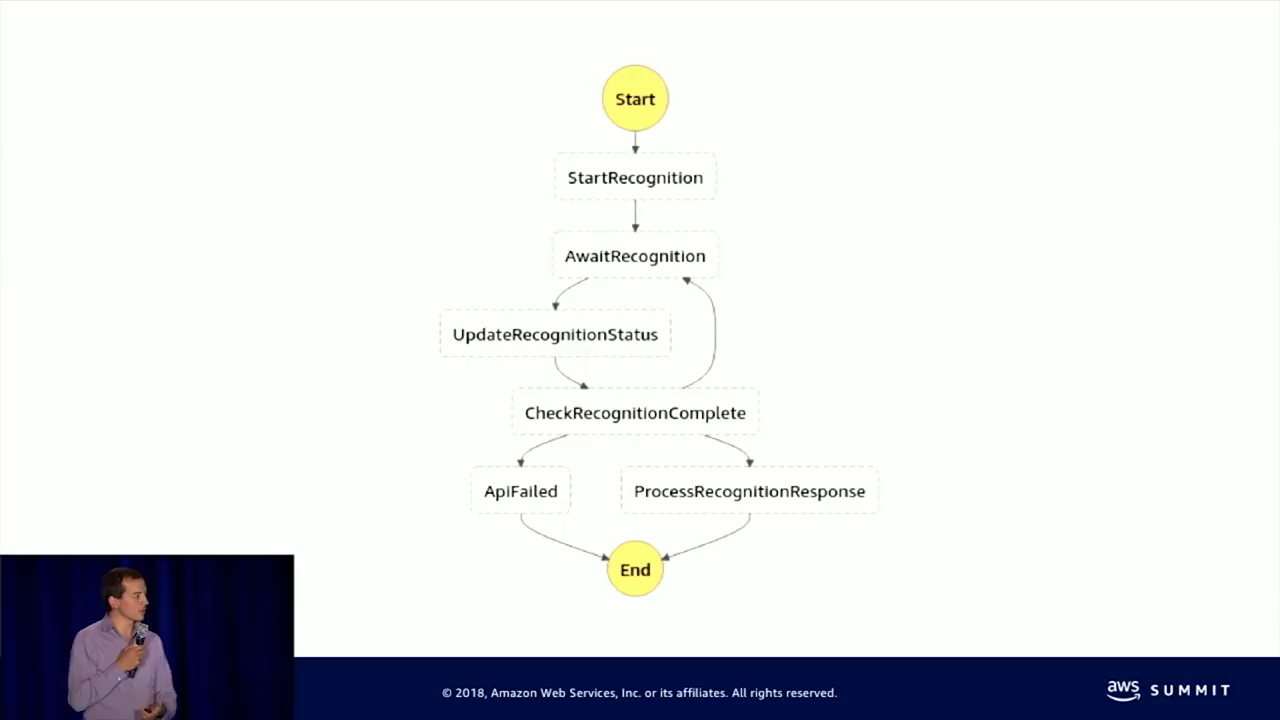 Start
StartRecognition
AwaitRecognition
UpdateRecognitionStatus
CheckRecognitionComplete
ApiFailed
ProcessRecognitionResponse
End
© 2018, Amazon Web Services, Inc. or its affiliates. All rights reserved.
aws SUMMIT